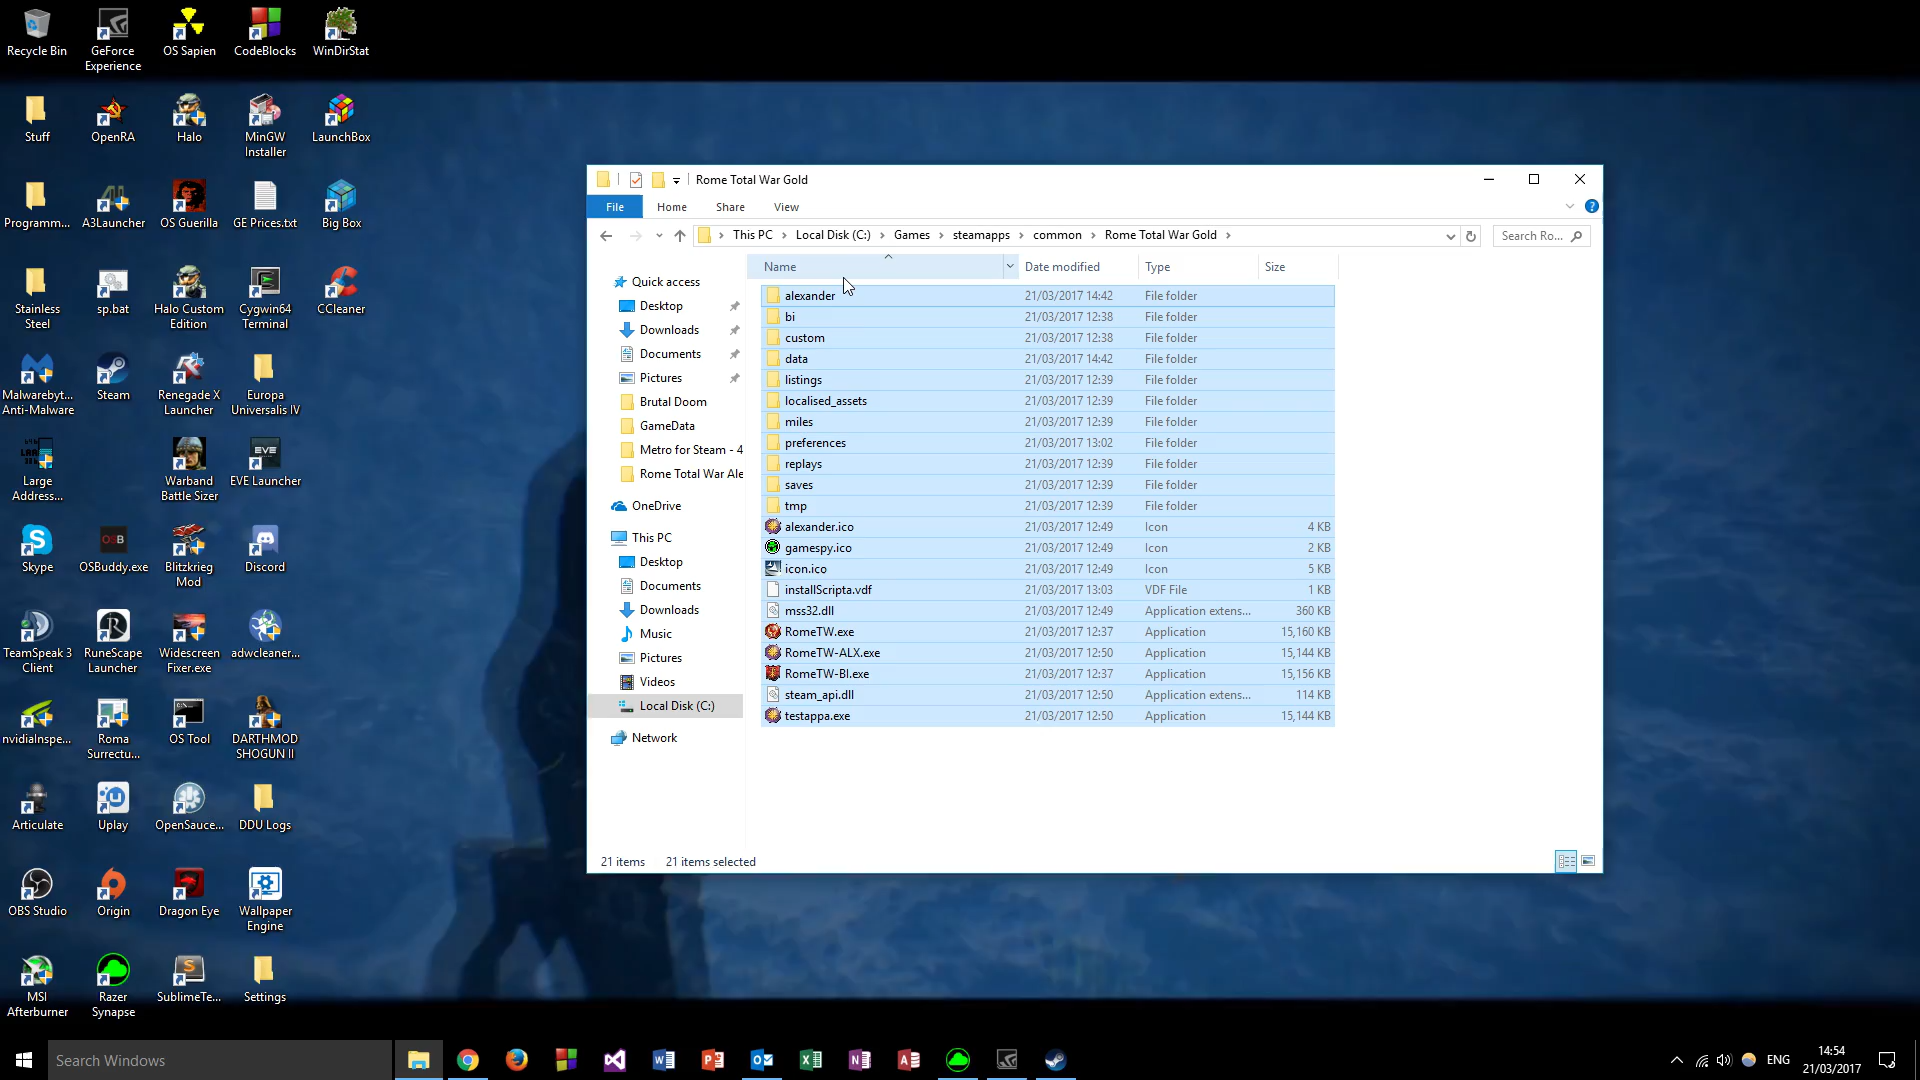 Recycle Bin
GeForce
Experience
OS Sapien
CodeBlocks
WinDirStat
Stuff
OpenRA
Halo
MinGW
Installer
LaunchBox
Programm...
A3Launcher
OS Guerilla
GE Prices.txt
Big Box
Stainless
Steel
sp.bat
Halo Custom
Edition
Cygwin64
Terminal
CCleaner
Malwarebyt...
Anti-Malware
Steam
Renegade X
Launcher
Europa
Universalis IV
Large
Address...
Warband
Battle Sizer
EVE
EVE Launcher
Skype
OSB
OSBuddy.exe
Blitzkrieg
Mod
Discord
TeamSpeak 3
Client
RuneScape
Launcher
Widescreen
Fixer.exe
adwcleaner...
nvidiaInspe...
Roma
Surrectu...
OS Tool
DARTHMOD
SHOGUN II
Articulate
Uplay
OpenSauce...
DDU Logs
OBS Studio
Origin
Dragon Eye
Wallpaper
Engine
MSI
Afterburner
Razer
Synapse
SublimeTe...
Settings
Rome Total War Gold
File
Home
Share
View
This PC
Local Disk (C:)
Games
steamapps
common
Rome Total War Gold
Search Ro...
Quick access
Desktop
Downloads
Documents
Pictures
Brutal Doom
GameData
Metro for Steam - 4
Rome Total War Ale
OneDrive
This PC
Desktop
Documents
Downloads
Music
Pictures
Videos
Local Disk (C:)
Network
Name Date modified Type Size
alexander 21/03/2017 14:42 File folder
bi 21/03/2017 12:38 File folder
custom 21/03/2017 12:38 File folder
data 21/03/2017 14:42 File folder
listings 21/03/2017 12:39 File folder
localised_assets 21/03/2017 12:39 File folder
miles 21/03/2017 12:39 File folder
preferences 21/03/2017 13:02 File folder
replays 21/03/2017 12:39 File folder
saves 21/03/2017 12:39 File folder
tmp 21/03/2017 12:39 File folder
alexander.ico 21/03/2017 12:49 Icon 4 KB
gamespy.ico 21/03/2017 12:49 Icon 2 KB
icon.ico 21/03/2017 12:49 Icon 5 KB
installScripta.vdf 21/03/2017 13:03 VDF File 1 KB
mss32.dll 21/03/2017 12:49 Application extens... 360 KB
RomeTW.exe 21/03/2017 12:37 Application 15,160 KB
RomeTW-ALX.exe 21/03/2017 12:50 Application 15,144 KB
RomeTW-BI.exe 21/03/2017 12:37 Application 15,156 KB
steam_api.dll 21/03/2017 12:50 Application extens... 114 KB
testappa.exe 21/03/2017 12:50 Application 15,144 KB
21 items
21 items selected
Search Windows
ENG
14:54
21/03/2017